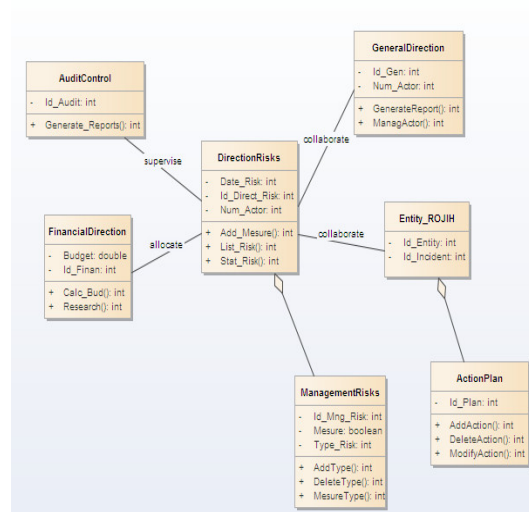 GeneralDirection
- Id_Gen: int
- Num_Actor: int
+ GenerateReport(): int
+ ManagActor(): int
AuditControl
- Id_Audit: int
+ Generate_Reports(): int
collaborate
supervise
DirectionRisks
- Date_Risk: int
- Id_Direct_Risk: int
- Num_Actor: int
+ Add_Mesure(): int
+ List_Risk(): int
+ Stat_Risk(): int
FinancialDirection
- Budget: double
- Id_Finan: int
+ Calc_Bud(): int
+ Research(): int
allocate
collaborate
Entity_ROJIH
- Id_Entity: int
- Id_Incident: int
ManagementRisks
- Id_Mng_Risk: int
- Mesure: boolean
- Type_Risk: int
+ AddType(): int
+ DeleteType(): int
+ MesureType(): int
ActionPlan
- Id_Plan: int
+ AddAction(): int
+ DeleteAction(): int
+ ModifyAction(): int